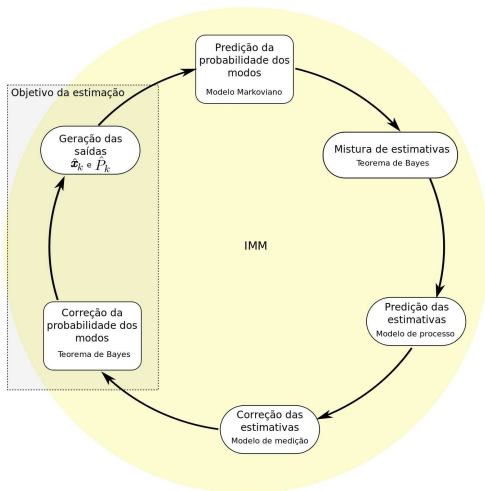 Predição da
probabilidade dos
modos
Modelo Markoviano
Objetivo da estimação
Geração das
saídas
x̂ₖ e P̂ₖ
Mistura de estimativas
Teorema de Bayes
IMM
Predição das
estimativas
Modelo de processo
Correção da
probabilidade dos
modos
Teorema de Bayes
Correção das
estimativas
Modelo de medição